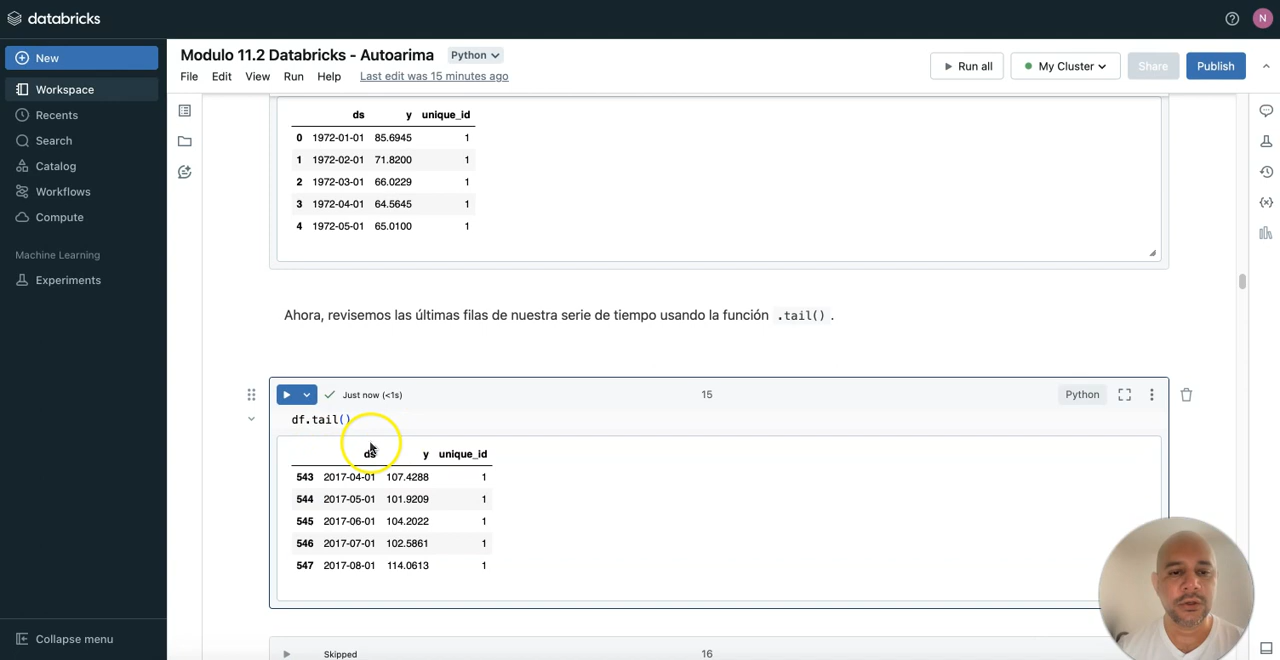 databricks
N
New
Workspace
Recents
Search
Catalog
Workflows
Compute
Machine Learning
Experiments
Collapse menu
Modulo 11.2 Databricks - Autoarima Python
File Edit View Run Help Last edit was 15 minutes ago
Run all My Cluster Share Publish
ds y unique_id
0 1972-01-01 85.6945 1
1 1972-02-01 71.8200 1
2 1972-03-01 66.0229 1
3 1972-04-01 64.5645 1
4 1972-05-01 65.0100 1
Ahora, revisemos las últimas filas de nuestra serie de tiempo usando la función .tail() .
Just now (<1s) 15 Python
df.tail()
ds y unique_id
543 2017-04-01 107.4288 1
544 2017-05-01 101.9209 1
545 2017-06-01 104.2022 1
546 2017-07-01 102.5861 1
547 2017-08-01 114.0613 1
Skipped 16